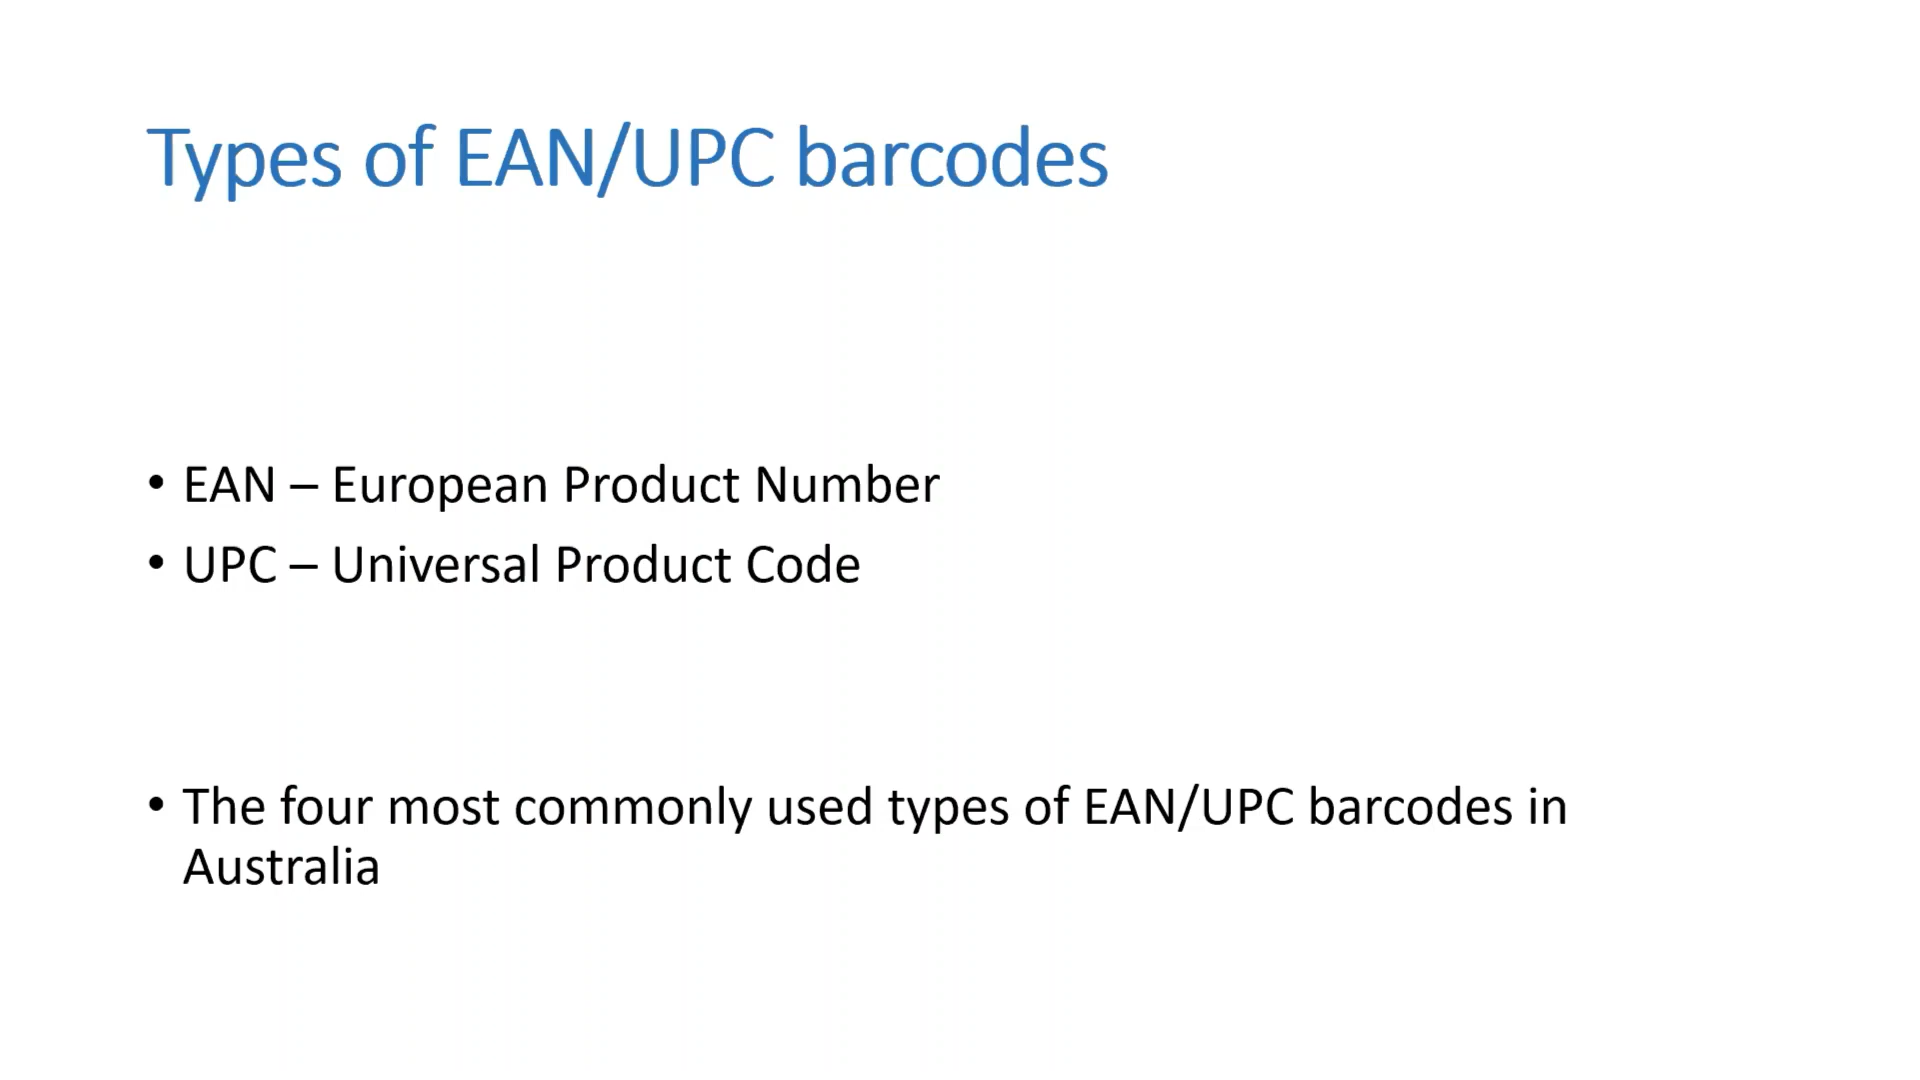 Types of EAN/UPC barcodes
• EAN – European Product Number
• UPC – Universal Product Code
• The four most commonly used types of EAN/UPC barcodes in
Australia